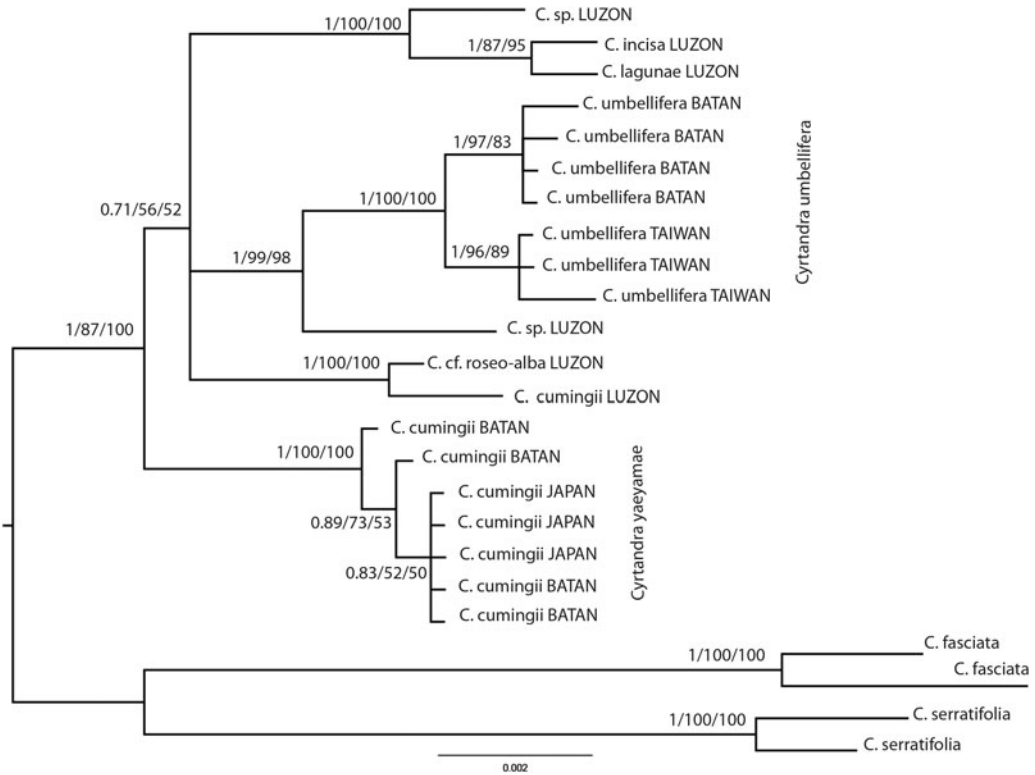 C. sp. LUZON
1/100/100
1/87/95
C. incisa LUZON
C. lagunae LUZON
C. umbellifera BATAN
1/97/83
C. umbellifera BATAN
C. umbellifera BATAN
C. umbellifera BATAN
1/100/100
0.71/56/52
C. umbellifera TAIWAN
1/96/89
C. umbellifera TAIWAN
1/99/98
C. umbellifera TAIWAN
Cyrtandra umbellifera
C. sp. LUZON
1/87/100
1/100/100
C. cf. roseo-alba LUZON
C. cumingii LUZON
C. cumingii BATAN
1/100/100
C. cumingii BATAN
C. cumingii JAPAN
0.89/73/53
C. cumingii JAPAN
C. cumingii JAPAN
0.83/52/50
C. cumingii BATAN
C. cumingii BATAN
Cyrtandra yaeyamae
C. fasciata
1/100/100
C. fasciata
C. serratifolia
1/100/100
C. serratifolia
0.002